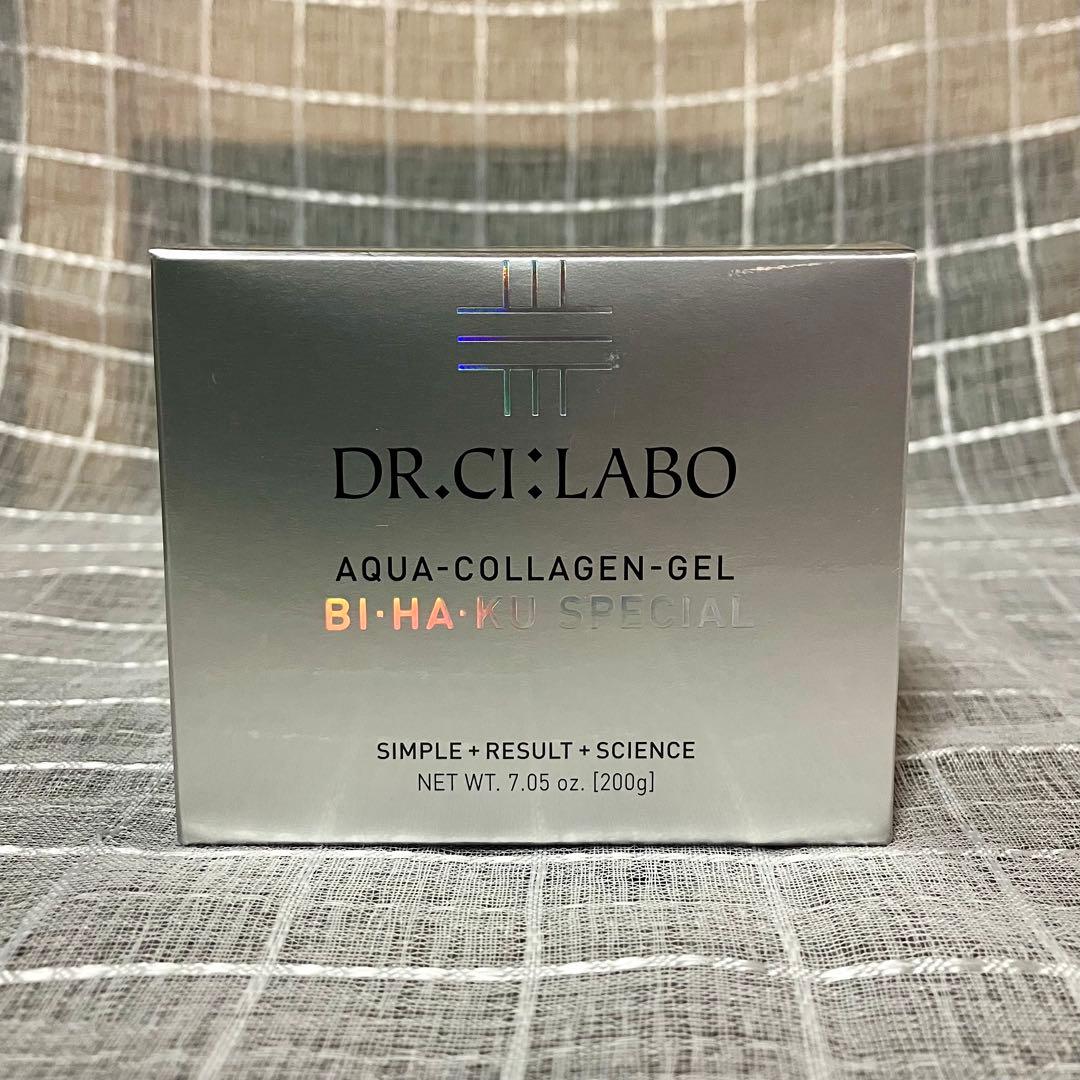 DR.CI:LABO
AQUA-COLLAGEN-GEL
BI·HA·KU SPECIAL
SIMPLE + RESULT + SCIENCE
NET WT. 7.05 oz. [200g]